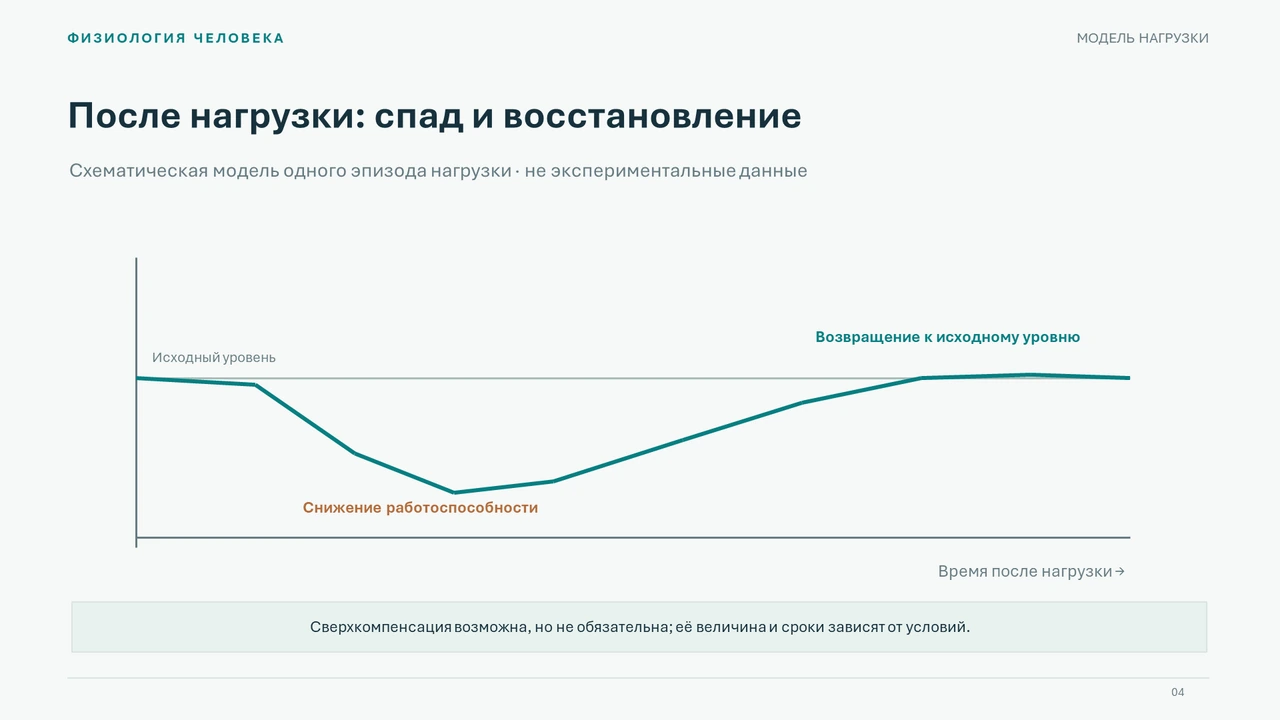 ФИЗИОЛОГИЯ ЧЕЛОВЕКА
МОДЕЛЬ НАГРУЗКИ
После нагрузки: спад и восстановление
Схематическая модель одного эпизода нагрузки · не экспериментальные данные
Возвращение к исходному уровню
Исходный уровень
Снижение работоспособности
Время после нагрузки →
Сверхкомпенсация возможна, но не обязательна; её величина и сроки зависят от условий.
04